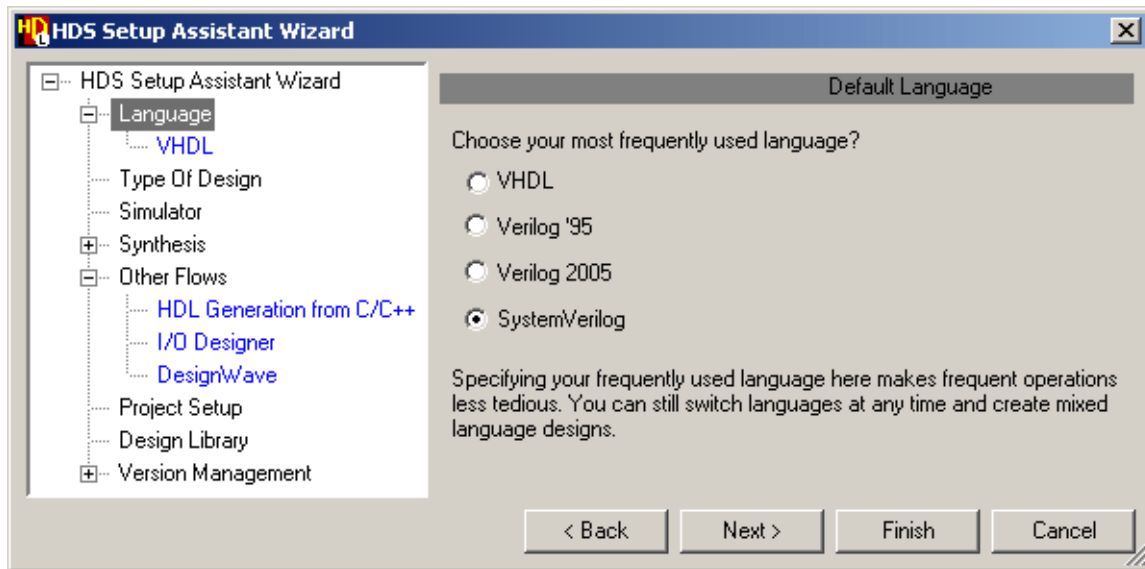 HDS Setup Assistant Wizard
HDS Setup Assistant Wizard
Language
VHDL
Type Of Design
Simulator
Synthesis
Other Flows
HDL Generation from C/C++
I/O Designer
DesignWave
Project Setup
Design Library
Version Management
Default Language
Choose your most frequently used language?
VHDL
Verilog '95
Verilog 2005
SystemVerilog
Specifying your frequently used language here makes frequent operations
less tedious. You can still switch languages at any time and create mixed
language designs.
< Back
Next >
Finish
Cancel